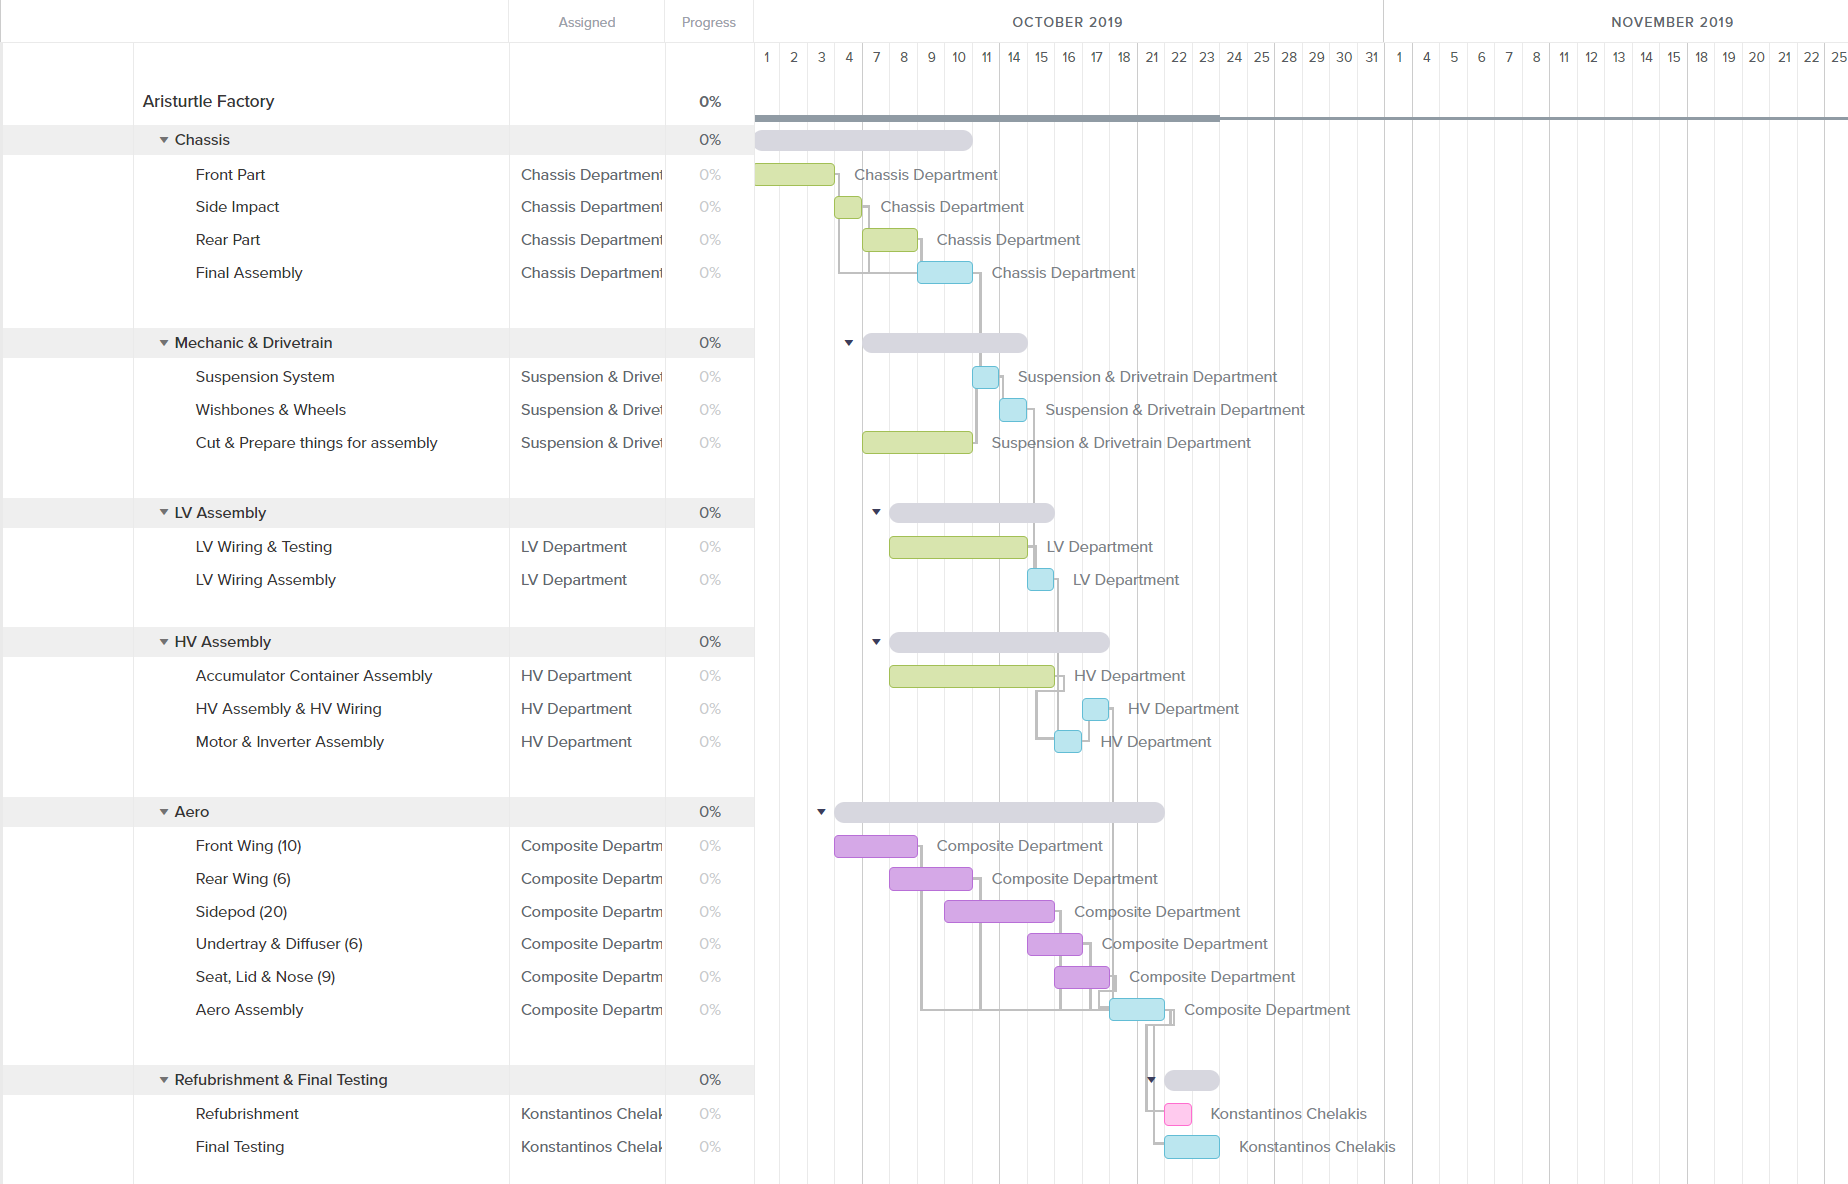 Assigned Progress OCTOBER 2019 NOVEMBER 2019
1 2 3 4 7 8 9 10 11 14 15 16 17 18 21 22 23 24 25 28 29 30 31 1 4 5 6 7 8 11 12 13 14 15 18 19 20 21 22 25
Aristurtle Factory 0%
Chassis 0%
Front Part Chassis Department 0% Chassis Department
Side Impact Chassis Department 0% Chassis Department
Rear Part Chassis Department 0% Chassis Department
Final Assembly Chassis Department 0% Chassis Department
Mechanic & Drivetrain 0%
Suspension System Suspension & Drivet 0% Suspension & Drivetrain Department
Wishbones & Wheels Suspension & Drivet 0% Suspension & Drivetrain Department
Cut & Prepare things for assembly Suspension & Drivet 0% Suspension & Drivetrain Department
LV Assembly 0%
LV Wiring & Testing LV Department 0% LV Department
LV Wiring Assembly LV Department 0% LV Department
HV Assembly 0%
Accumulator Container Assembly HV Department 0% HV Department
HV Assembly & HV Wiring HV Department 0% HV Department
Motor & Inverter Assembly HV Department 0% HV Department
Aero 0%
Front Wing (10) Composite Departm 0% Composite Department
Rear Wing (6) Composite Departm 0% Composite Department
Sidepod (20) Composite Departm 0% Composite Department
Undertray & Diffuser (6) Composite Departm 0% Composite Department
Seat, Lid & Nose (9) Composite Departm 0% Composite Department
Aero Assembly Composite Departm 0% Composite Department
Refubrishment & Final Testing 0%
Refubrishment Konstantinos Chelak 0% Konstantinos Chelakis
Final Testing Konstantinos Chelak 0% Konstantinos Chelakis